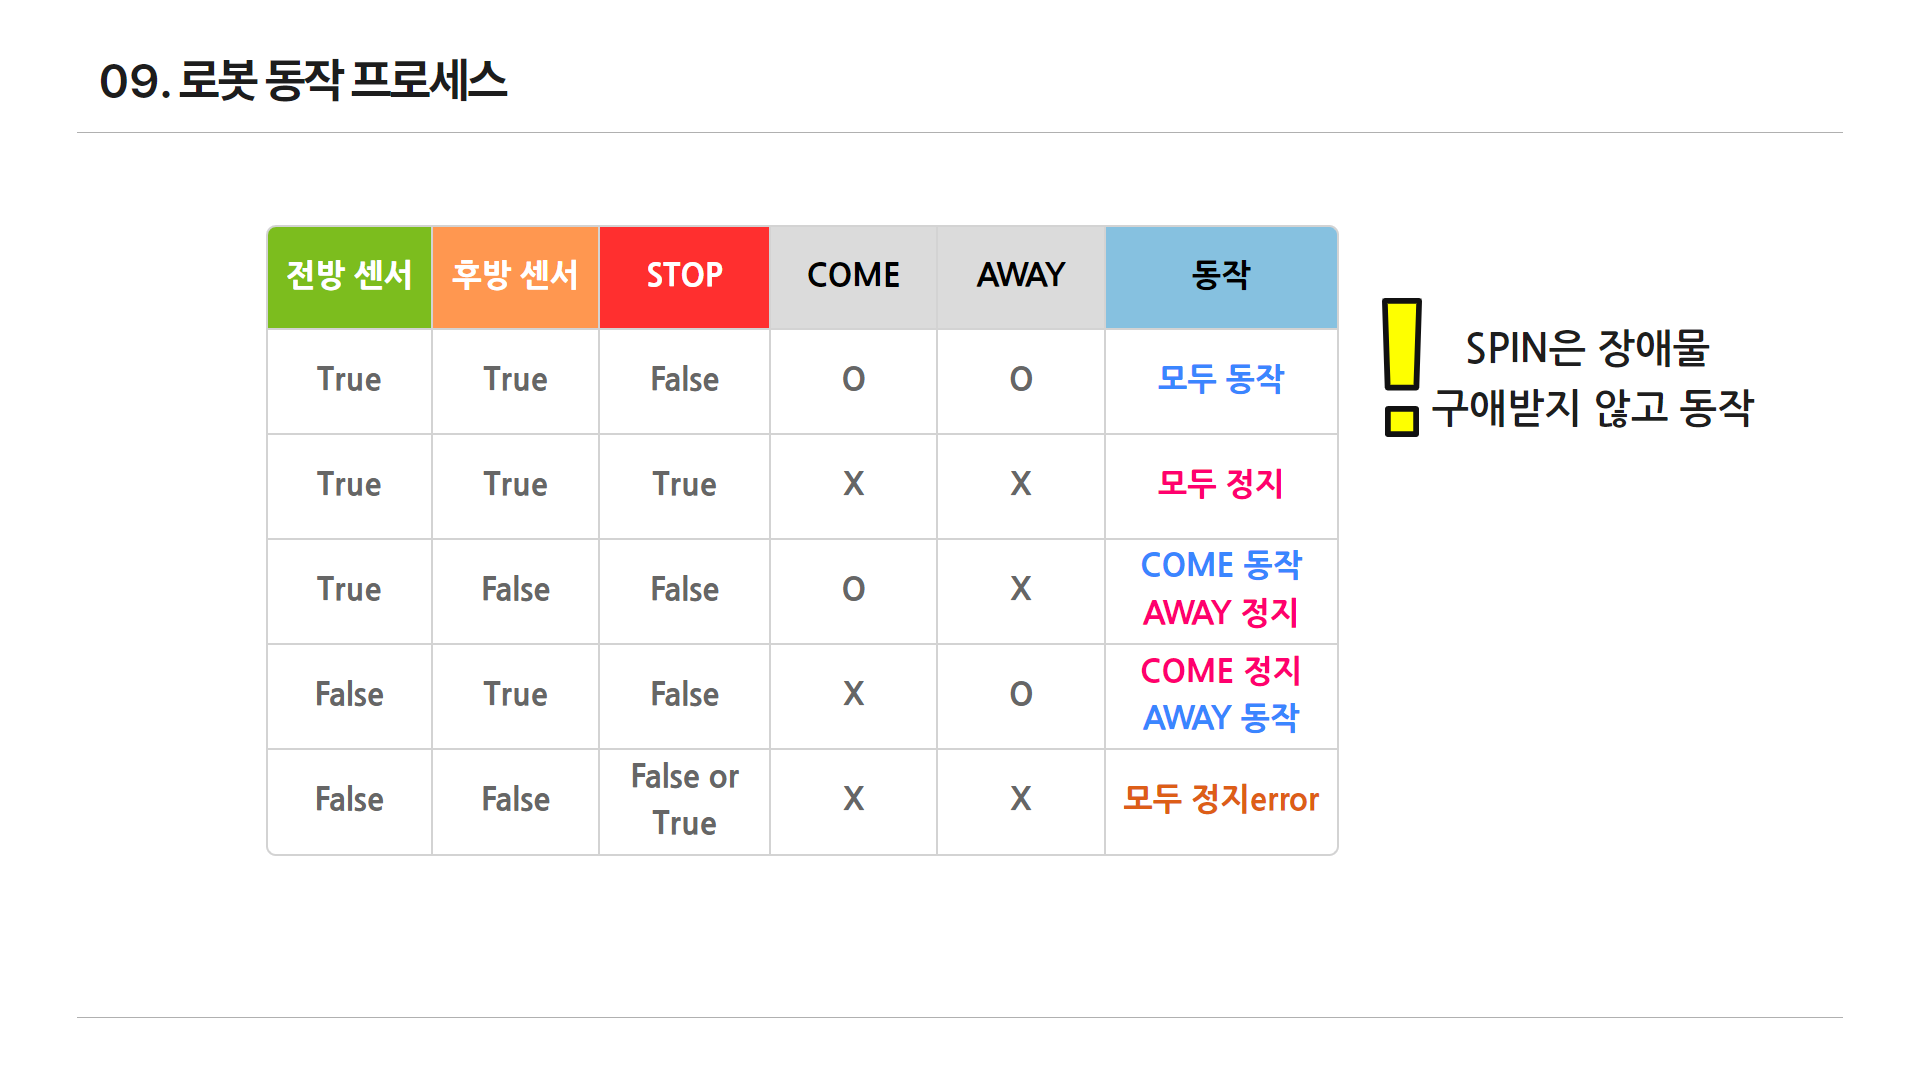 09. 로봇 동작 프로세스
전방 센서 후방 센서 STOP COME AWAY 동작
True True False O O 모두 동작
True True True X X 모두 정지
True False False O X COME 동작
AWAY 정지
False True False X O COME 정지
AWAY 동작
False False False or
True X X 모두 정지error
SPIN은 장애물
구애받지 않고 동작